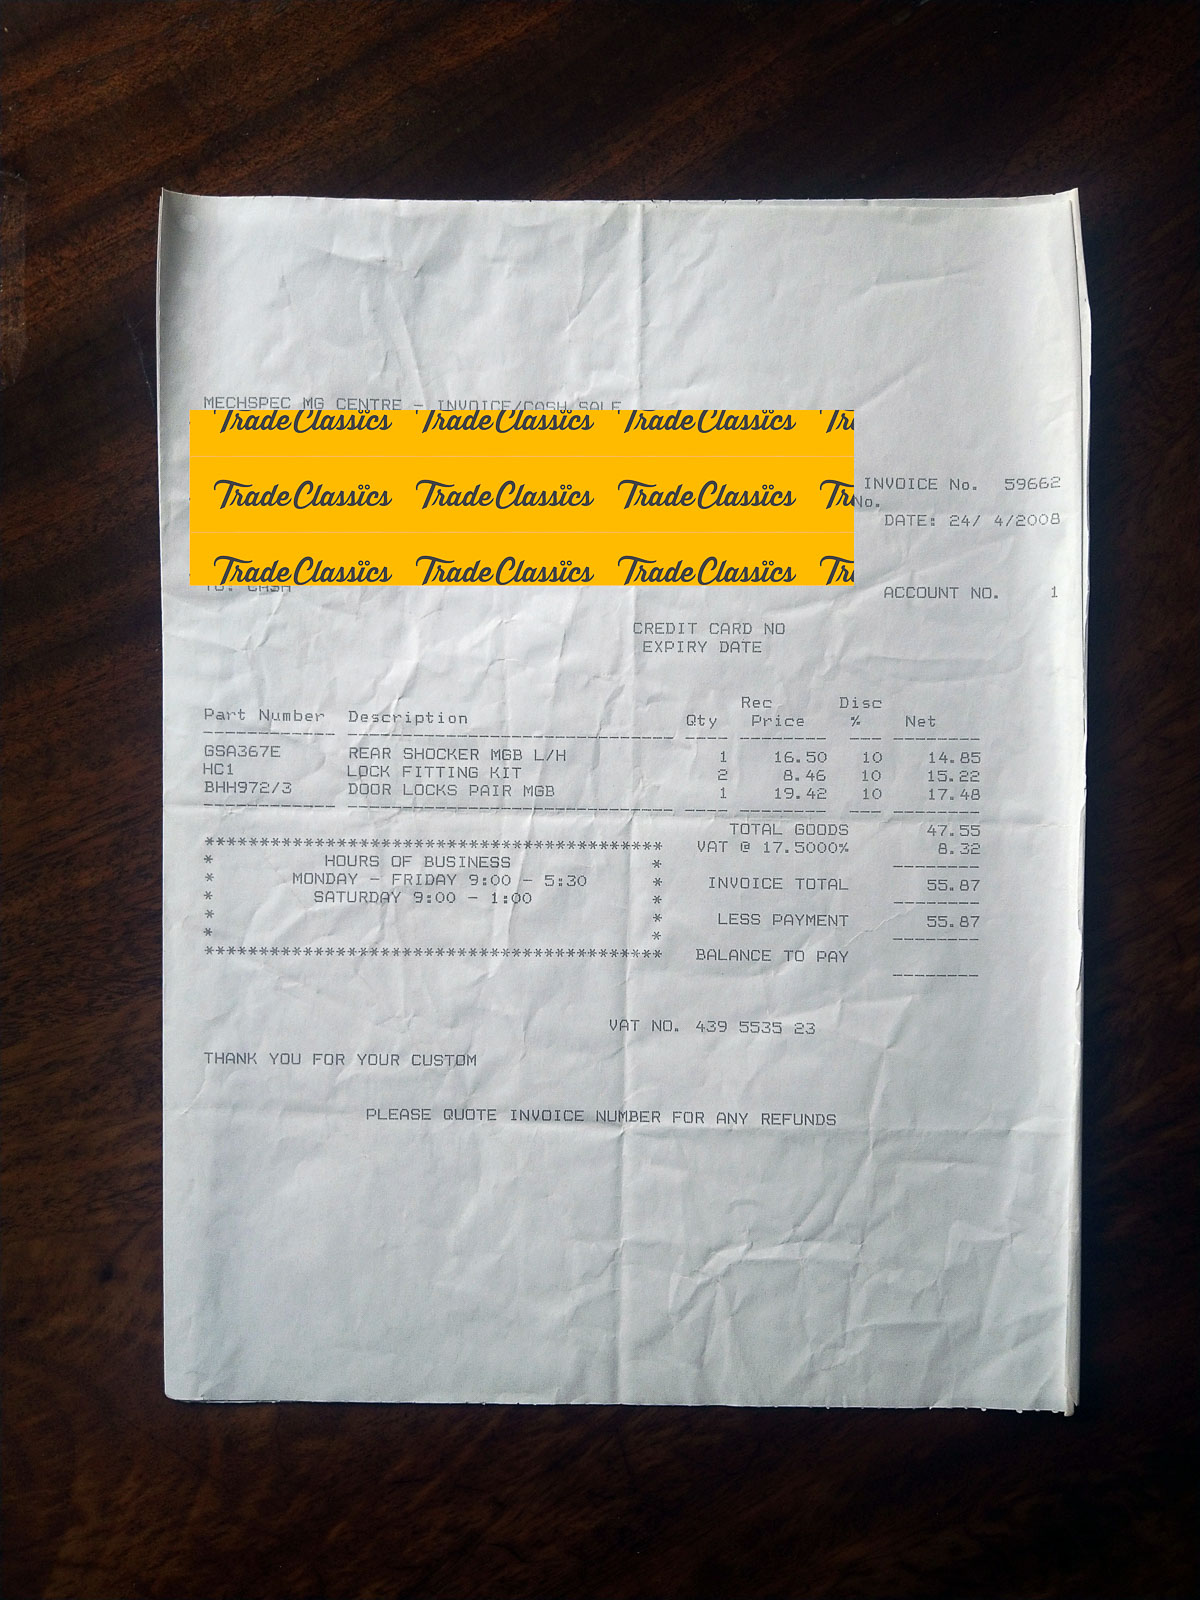 MECHSPEC MG CENTRE - INVOICE/CASH SALE
Trade Classics Trade Classics Trade Classics
Trade Classics Trade Classics Trade Classics
Trade Classics Trade Classics Trade Classics
INVOICE No. 59662
No.
DATE: 24/ 4/2008
TO: CASH
ACCOUNT NO. 1
CREDIT CARD NO
EXPIRY DATE
Rec Disc
Part Number Description Qty Price % Net
GSA367E REAR SHOCKER MGB L/H 1 16.50 10 14.85
HC1 LOCK FITTING KIT 2 8.46 10 15.22
BHH972/3 DOOR LOCKS PAIR MGB 1 19.42 10 17.48
TOTAL GOODS 47.55
VAT @ 17.5000% 8.32
INVOICE TOTAL 55.87
LESS PAYMENT 55.87
BALANCE TO PAY
******************************************
* HOURS OF BUSINESS *
* MONDAY - FRIDAY 9:00 - 5:30 *
* SATURDAY 9:00 - 1:00 *
* *
* *
******************************************
VAT NO. 439 5535 23
THANK YOU FOR YOUR CUSTOM
PLEASE QUOTE INVOICE NUMBER FOR ANY REFUNDS